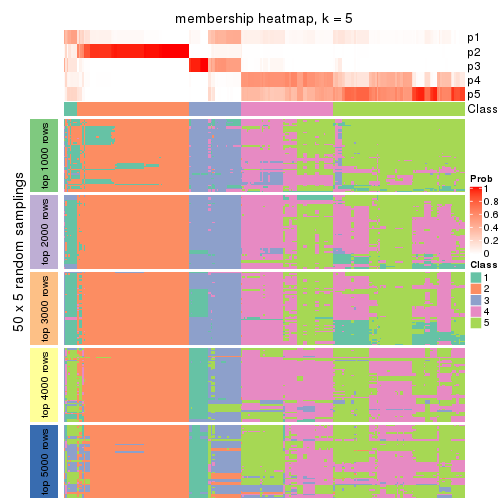 membership heatmap, k = 5
p1
p2
p3
p4
p5
Class
50 x 5 random samplings
top 1000 rows
top 2000 rows
top 3000 rows
top 4000 rows
top 5000 rows
Prob
1
0.8
0.6
0.4
0.2
0
Class
1
2
3
4
5